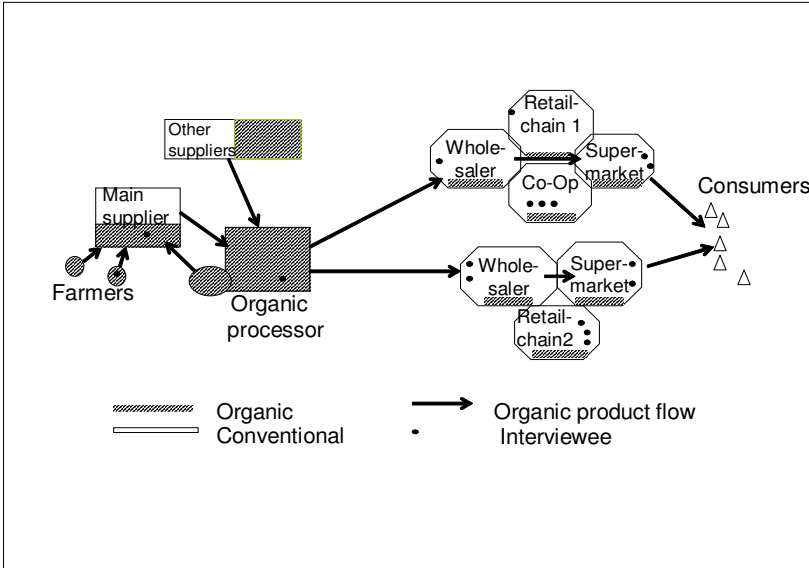 Other
suppliers
Main
supplier
Farmers
Organic
processor
Retail-
chain 1
Whole-
saler
Super-
market
Co-Op
Consumers
Whole-
saler
Super-
market
Retail-
chain2
Organic
Conventional
Organic product flow
Interviewee